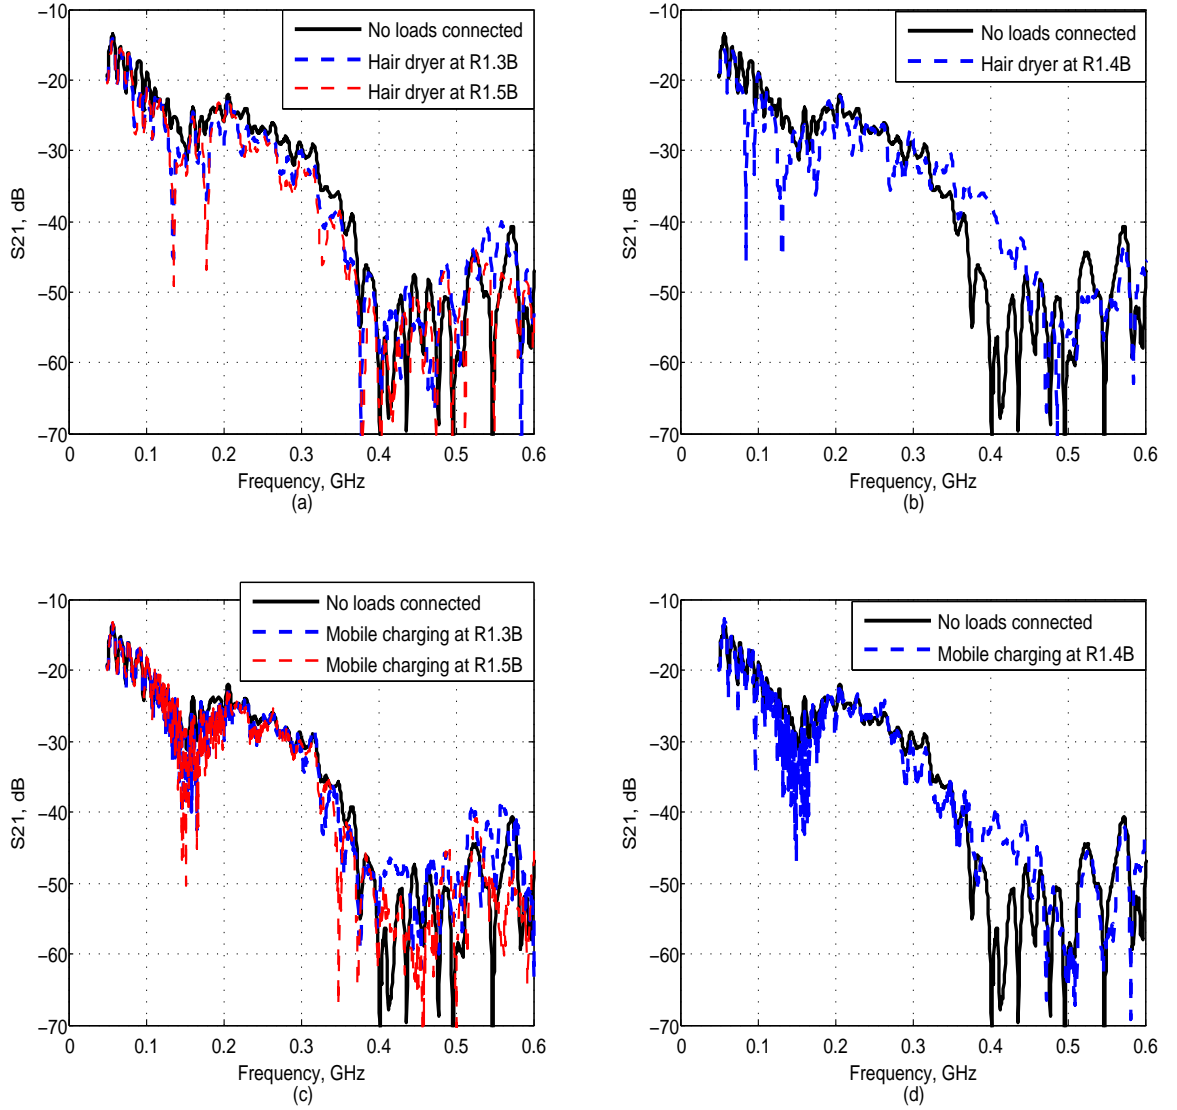 No loads connected
Hair dryer at R1.3B
Hair dryer at R1.5B
−10
−20
−30
−40
−50
−60
−70
S21, dB
0 0.1 0.2 0.3 0.4 0.5 0.6
Frequency, GHz
(a)
No loads connected
Hair dryer at R1.4B
−10
−20
−30
−40
−50
−60
−70
S21, dB
0 0.1 0.2 0.3 0.4 0.5 0.6
Frequency, GHz
(b)
No loads connected
Mobile charging at R1.3B
Mobile charging at R1.5B
−10
−20
−30
−40
−50
−60
−70
S21, dB
0 0.1 0.2 0.3 0.4 0.5 0.6
Frequency, GHz
(c)
No loads connected
Mobile charging at R1.4B
−10
−20
−30
−40
−50
−60
−70
S21, dB
0 0.1 0.2 0.3 0.4 0.5 0.6
Frequency, GHz
(d)